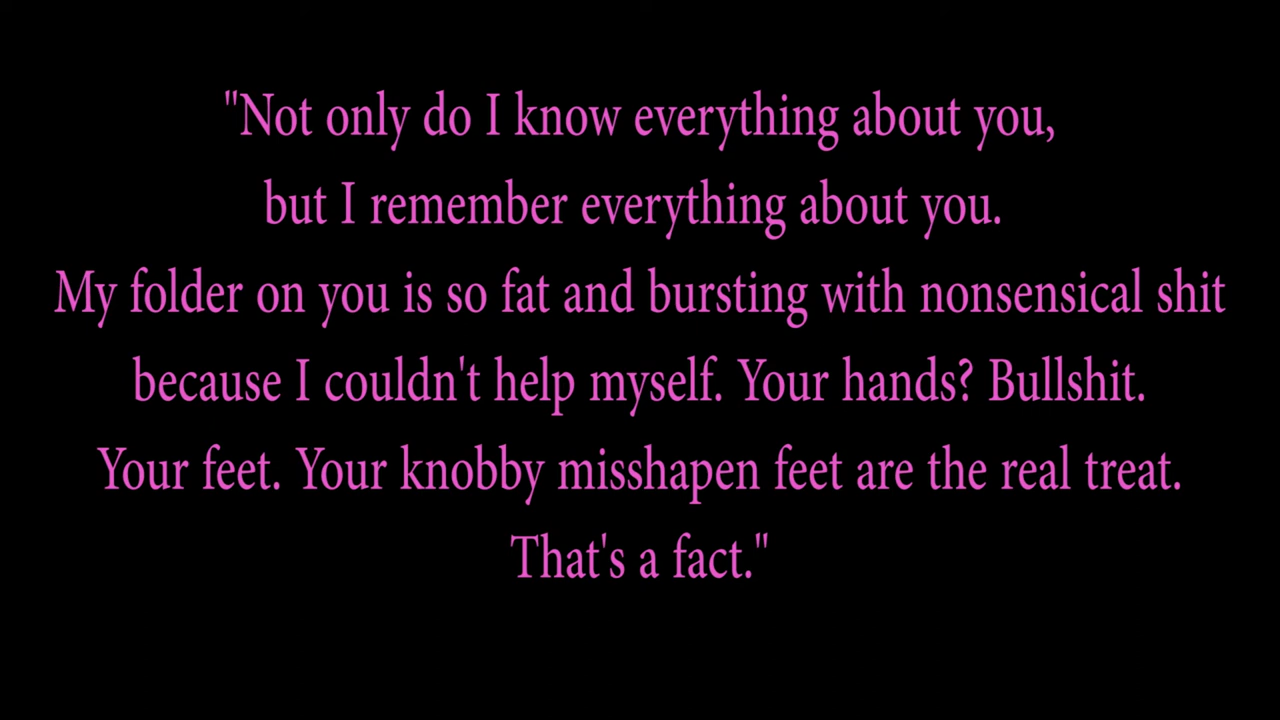 "Not only do I know everything about you,
but I remember everything about you.
My folder on you is so fat and bursting with nonsensical shit
because I couldn't help myself. Your hands? Bullshit.
Your feet. Your knobby misshapen feet are the real treat.
That's a fact."